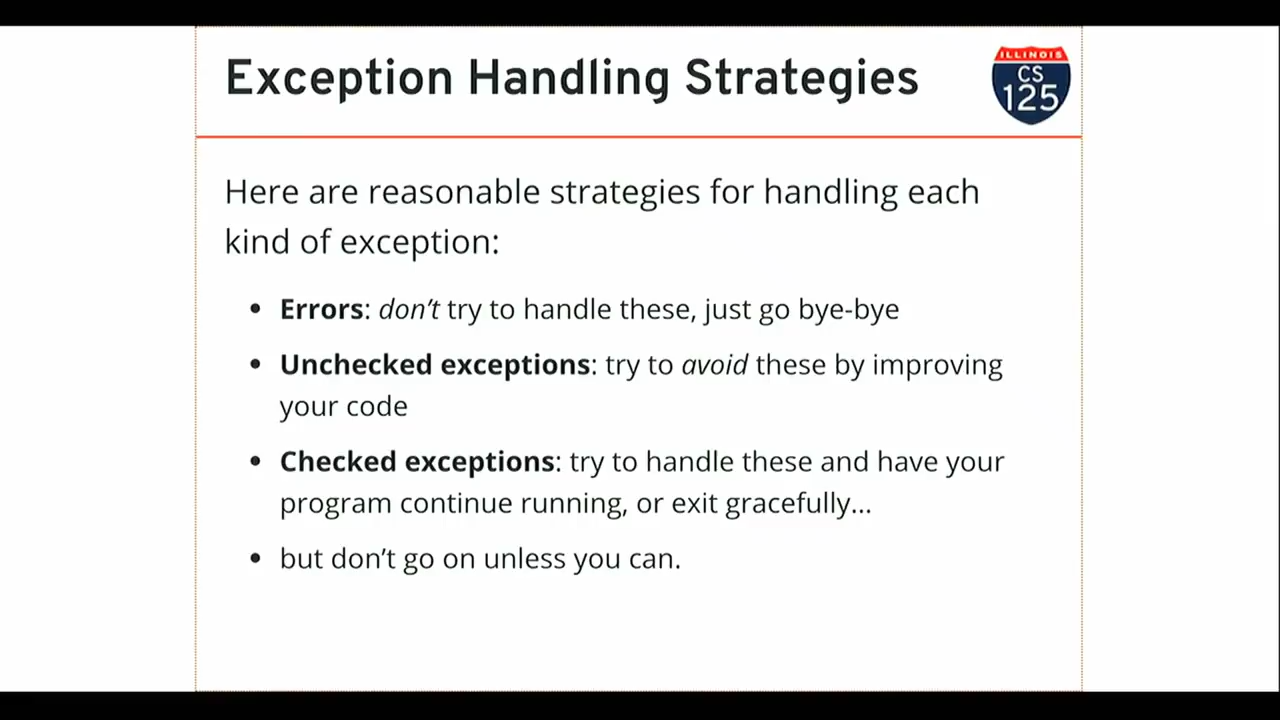 Exception Handling Strategies
ILLINOIS
CS
125
Here are reasonable strategies for handling each
kind of exception:
• Errors: don't try to handle these, just go bye-bye
• Unchecked exceptions: try to avoid these by improving
your code
• Checked exceptions: try to handle these and have your
program continue running, or exit gracefully...
• but don't go on unless you can.